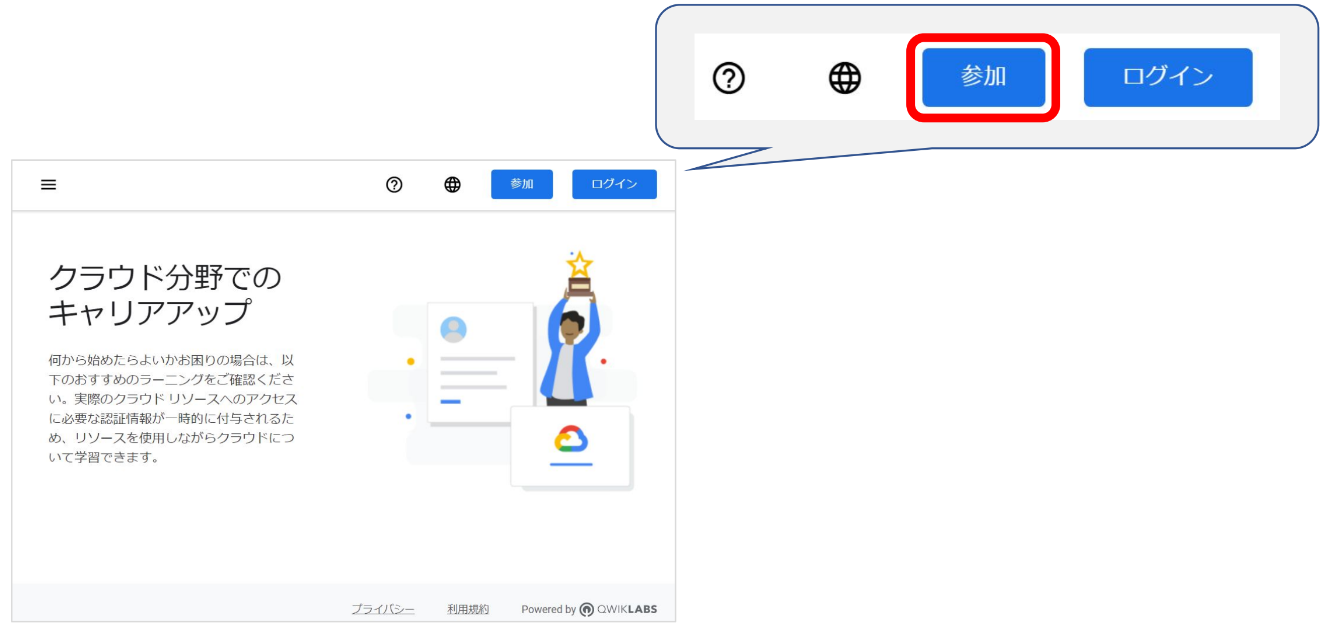 参加
ログイン
参加
ログイン
クラウド分野での
キャリアアップ
何から始めたらよいかお困りの場合は、以
下のおすすめのラーニングをご確認くださ
い。実際のクラウド リソースへのアクセス
に必要な認証情報が一時的に付与されるた
め、リソースを使用しながらクラウドにつ
いて学習できます。
プライバシー
利用規約
Powered by QWIKLABS